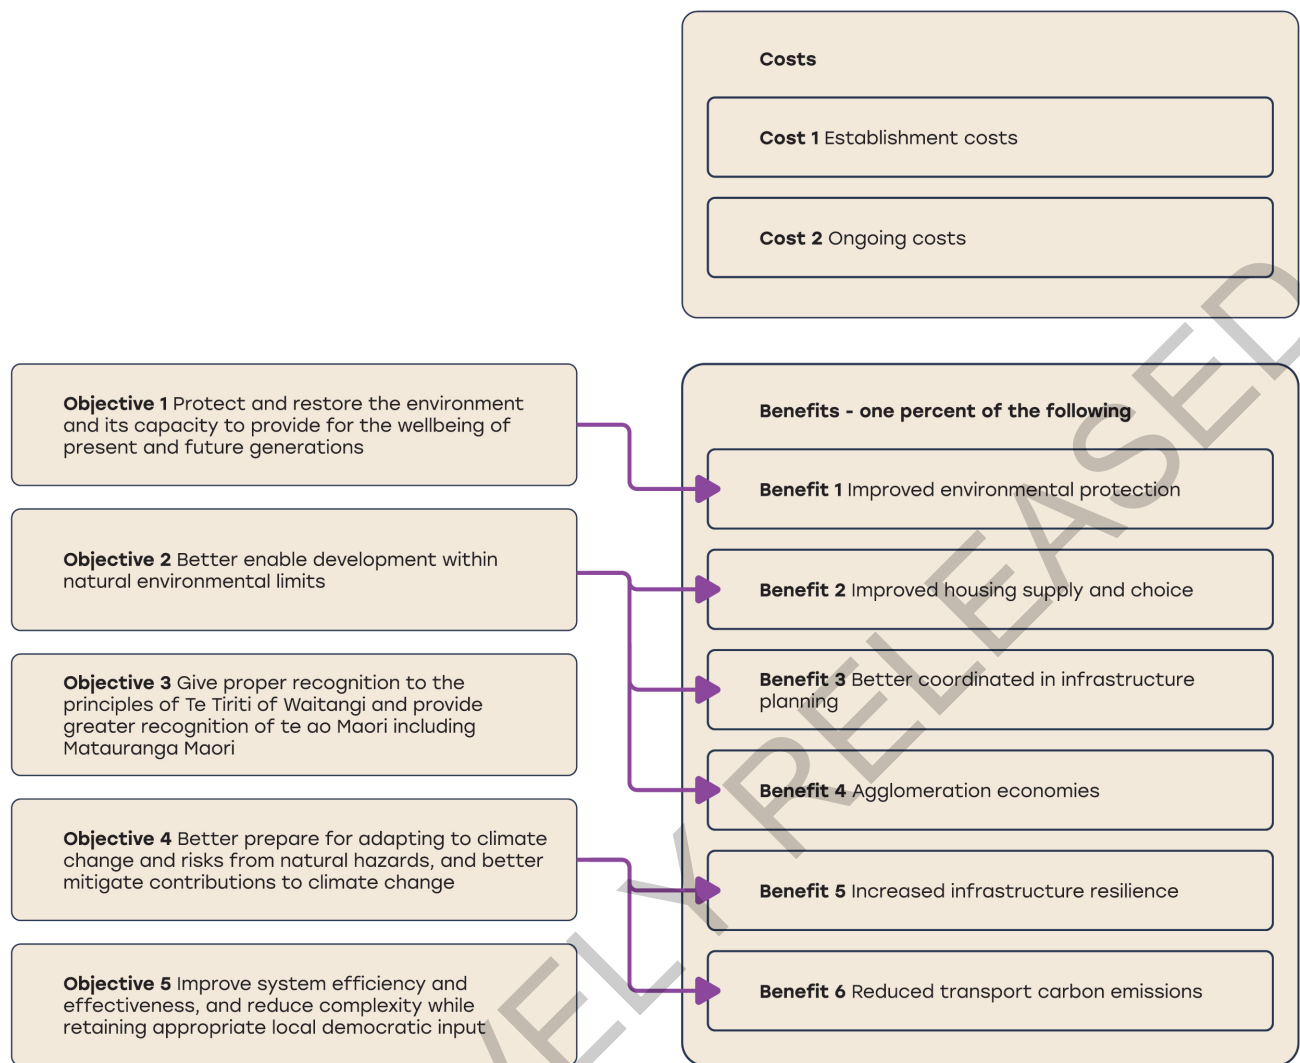 Costs
Cost 1 Establishment costs
Cost 2 Ongoing costs
Objective 1 Protect and restore the environment
and its capacity to provide for the wellbeing of
present and future generations
Objective 2 Better enable development within
natural environmental limits
Objective 3 Give proper recognition to the
principles of Te Tiriti of Waitangi and provide
greater recognition of te ao Maori including
Matauranga Maori
Objective 4 Better prepare for adapting to climate
change and risks from natural hazards, and better
mitigate contributions to climate change
Objective 5 Improve system efficiency and
effectiveness, and reduce complexity while
retaining appropriate local democratic input
Benefits - one percent of the following
Benefit 1 Improved environmental protection
Benefit 2 Improved housing supply and choice
Benefit 3 Better coordinated in infrastructure
planning
Benefit 4 Agglomeration economies
Benefit 5 Increased infrastructure resilience
Benefit 6 Reduced transport carbon emissions
RELEASED